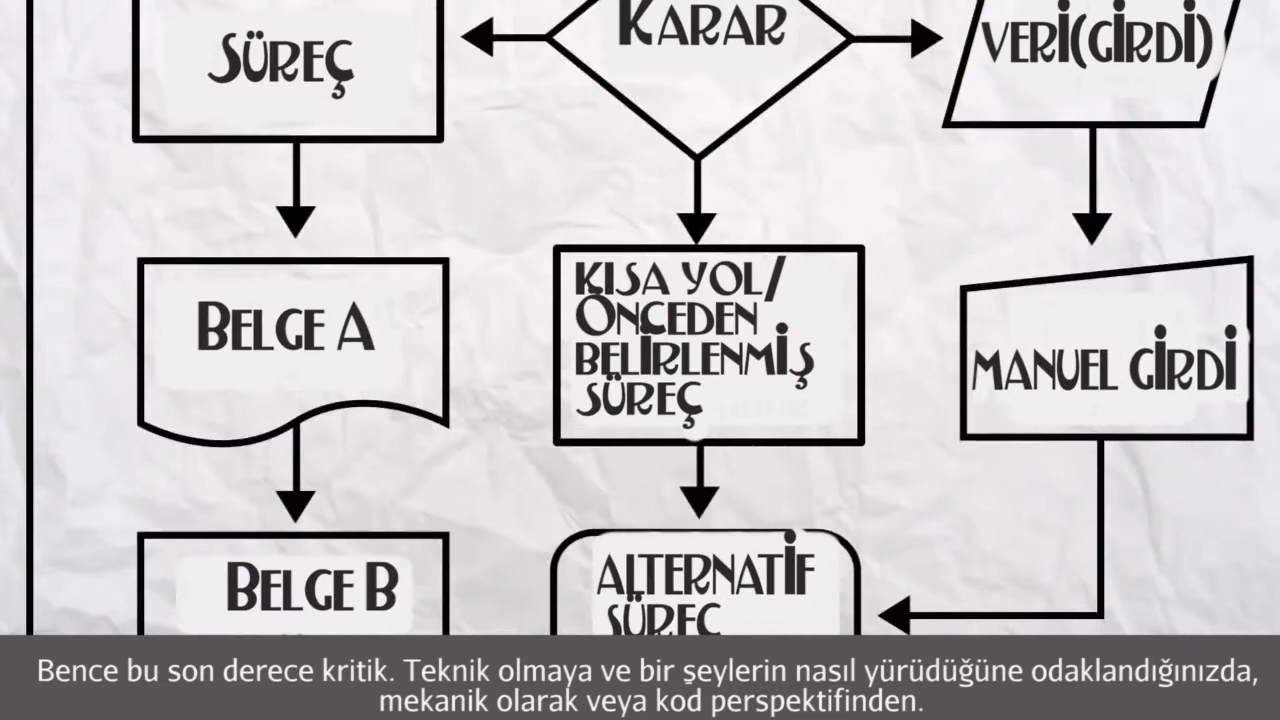 SÜREÇ
KARAR
VERİ(GİRDİ)
BELGE A
KISA YOL/
ÖNCEDEN
BELİRLENMİŞ
SÜREÇ
MANUEL GİRDİ
BELGE B
ALTERNATİF
SÜREÇ
Bence bu son derece kritik. Teknik olmaya ve bir şeylerin nasıl yürüdüğüne odaklandığınızda,
mekanik olarak veya kod perspektifinden.